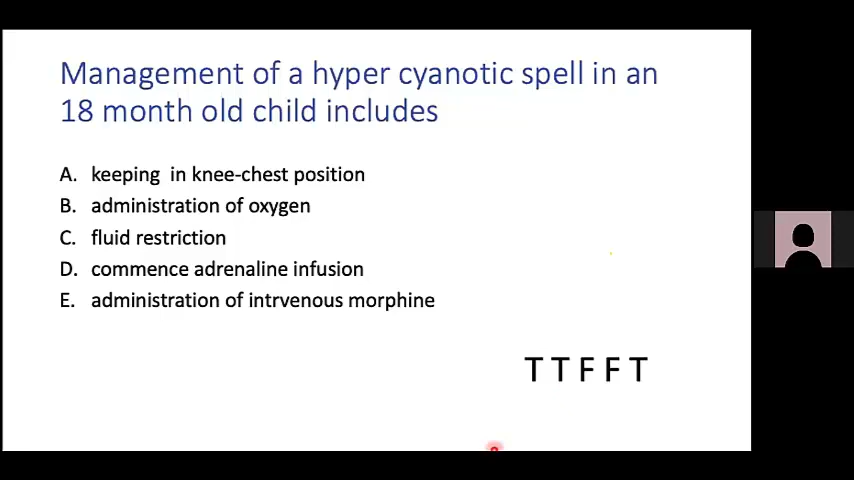 Management of a hyper cyanotic spell in an
18 month old child includes
A. keeping in knee-chest position
B. administration of oxygen
C. fluid restriction
D. commence adrenaline infusion
E. administration of intrvenous morphine
T T F F T